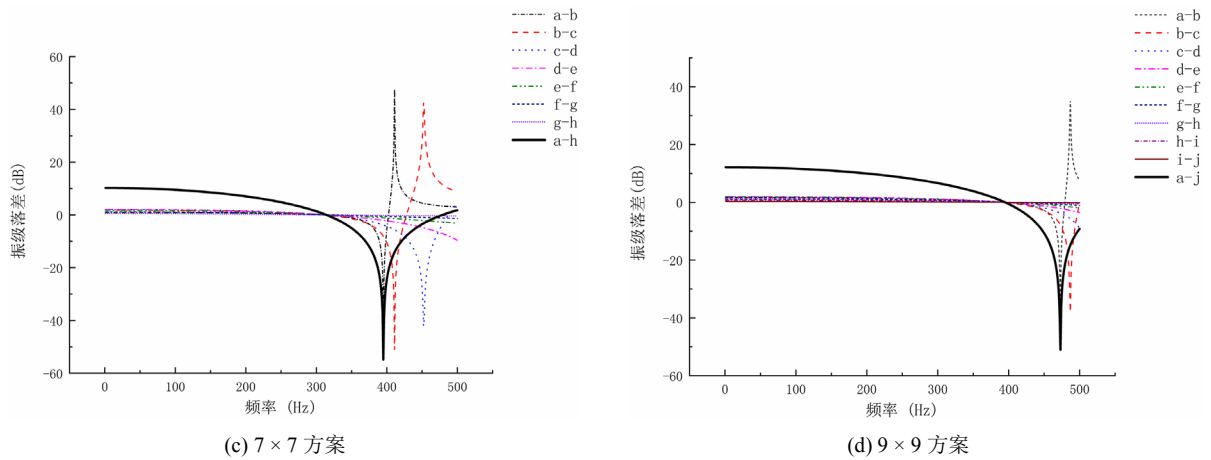 a-b
b-c
c-d
d-e
e-f
f-g
g-h
a-h
60
40
20
0
-20
-40
-60
振级落差(dB)
0 100 200 300 400 500
频率 (Hz)
(c) 7 × 7 方案
a-b
b-c
c-d
d-e
e-f
f-g
g-h
h-i
i-j
a-j
40
20
0
-20
-40
-60
振级落差(dB)
0 100 200 300 400 500
频率 (Hz)
(d) 9 × 9 方案